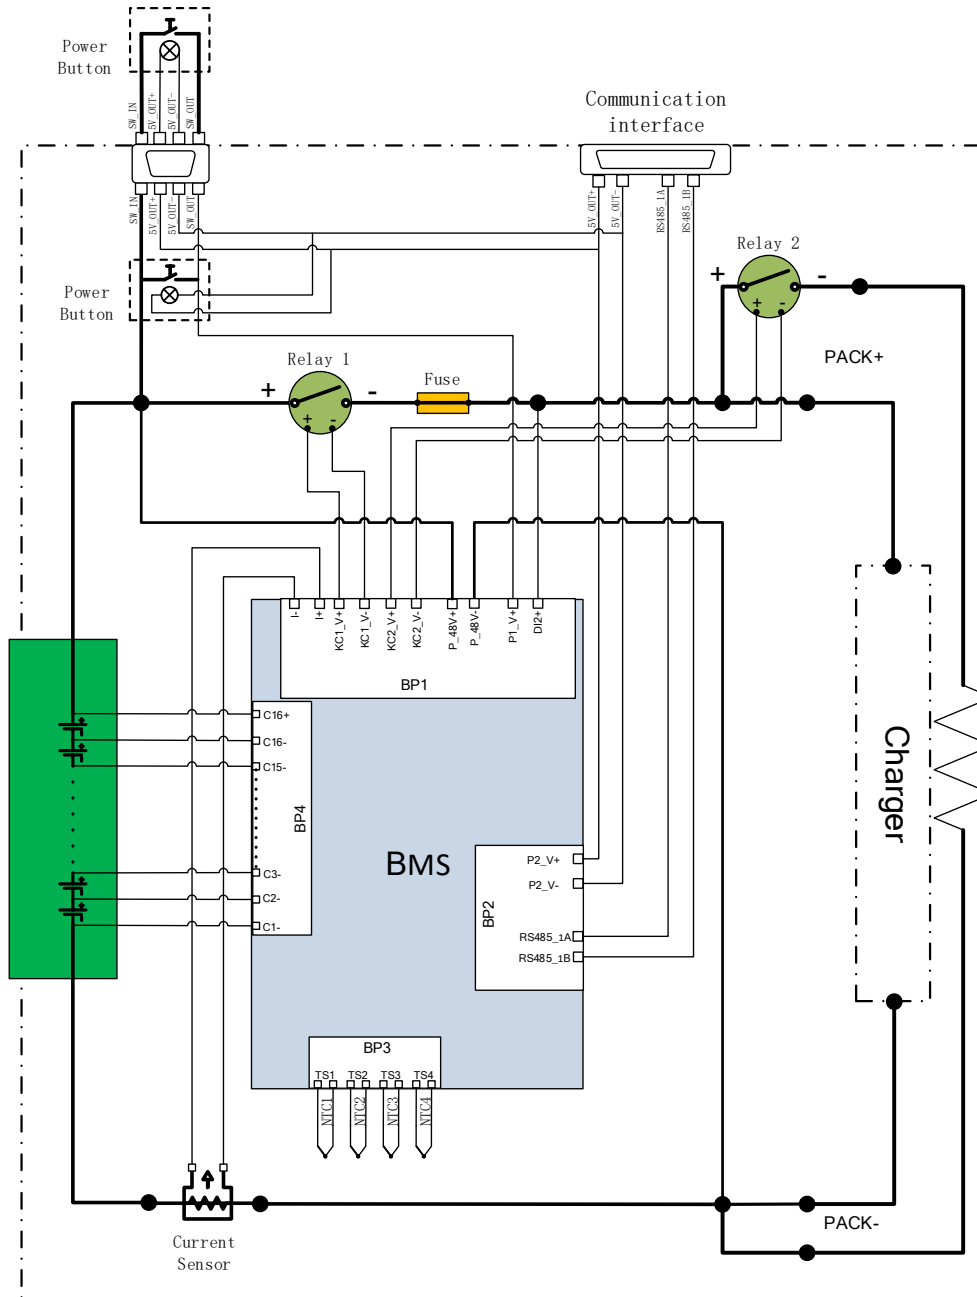 Power
Button
SW_IN
5V_OUT+
5V_OUT-
SW_OUT
Communication
interface
SW_IN
5V_OUT+
5V_OUT-
SW_OUT
5V_OUT+
5V_OUT-
RS485_1A
RS485_1B
Relay 2
+
-
+
-
Power
Button
PACK+
Relay 1
+
-
+
-
Fuse
I-
I+
KC1_V+
KC1_V-
KC2_V+
KC2_V-
P_48V+
P_48V-
P1_V+
DI2+
BP1
C16+
C16-
C15-
C3-
C2-
C1-
BP4
BMS
Charger
P2_V+
P2_V-
RS485_1A
RS485_1B
BP2
BP3
TS1
TS2
TS3
TS4
NTC1
NTC2
NTC3
NTC4
Current
Sensor
PACK-